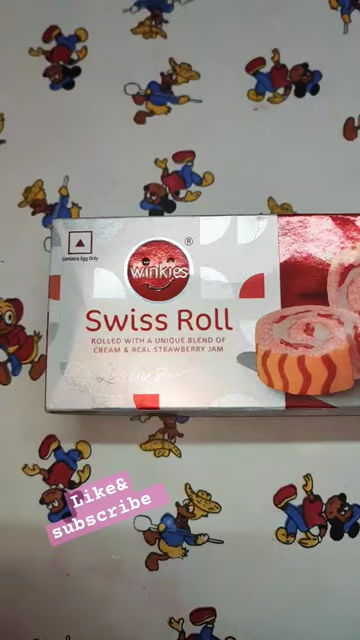 Contains Egg Only
winkies
®
Swiss Roll
ROLLED WITH A UNIQUE BLEND OF
CREAM & REAL STRAWBERRY JAM
Like&
subscribe